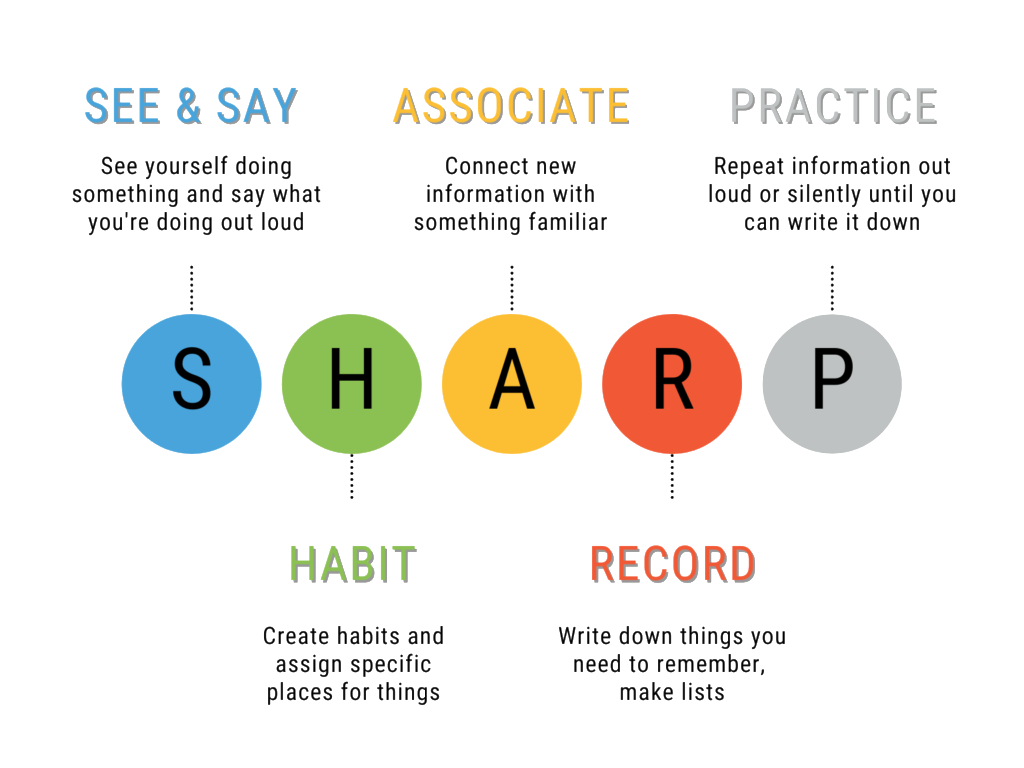 SEE & SAY
See yourself doing
something and say what
you're doing out loud
ASSOCIATE
Connect new
information with
something familiar
PRACTICE
Repeat information out
loud or silently until you
can write it down
S H A R P
HABIT
Create habits and
assign specific
places for things
RECORD
Write down things you
need to remember,
make lists